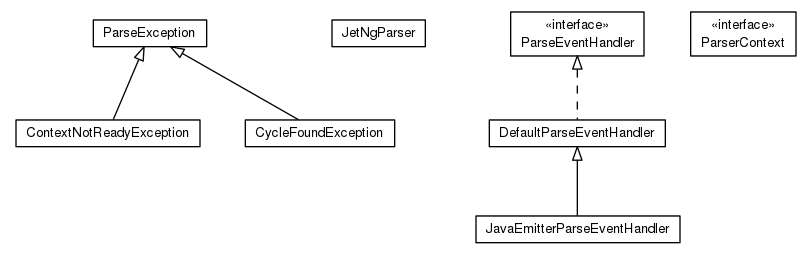 ParseException
JetNgParser
«interface»
ParseEventHandler
«interface»
ParserContext
ContextNotReadyException
CycleFoundException
DefaultParseEventHandler
JavaEmitterParseEventHandler